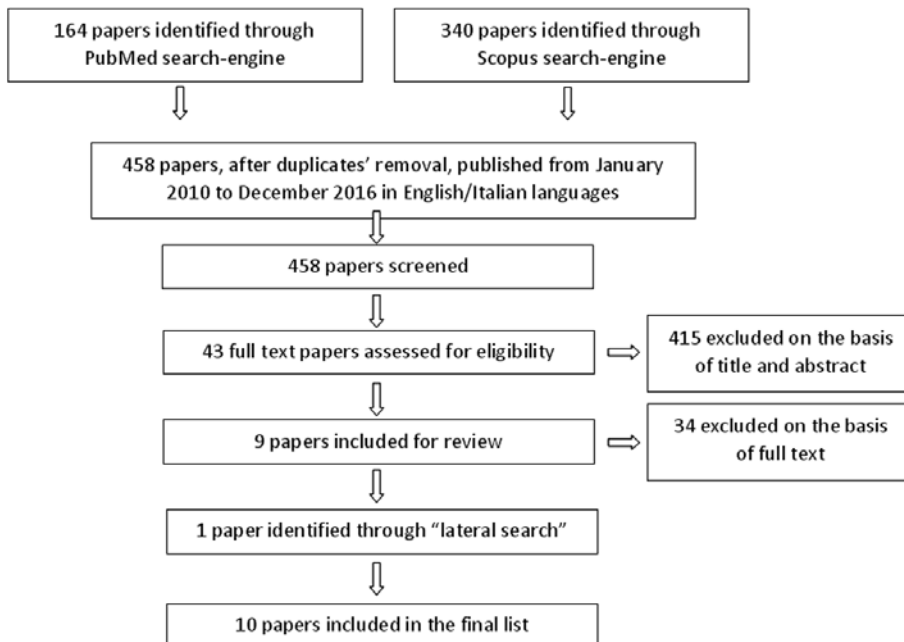 164 papers identified through
PubMed search-engine
340 papers identified through
Scopus search-engine
458 papers, after duplicates’ removal, published from January
2010 to December 2016 in English/Italian languages
458 papers screened
43 full text papers assessed for eligibility
415 excluded on the basis
of title and abstract
9 papers included for review
34 excluded on the basis
of full text
1 paper identified through “lateral search”
10 papers included in the final list